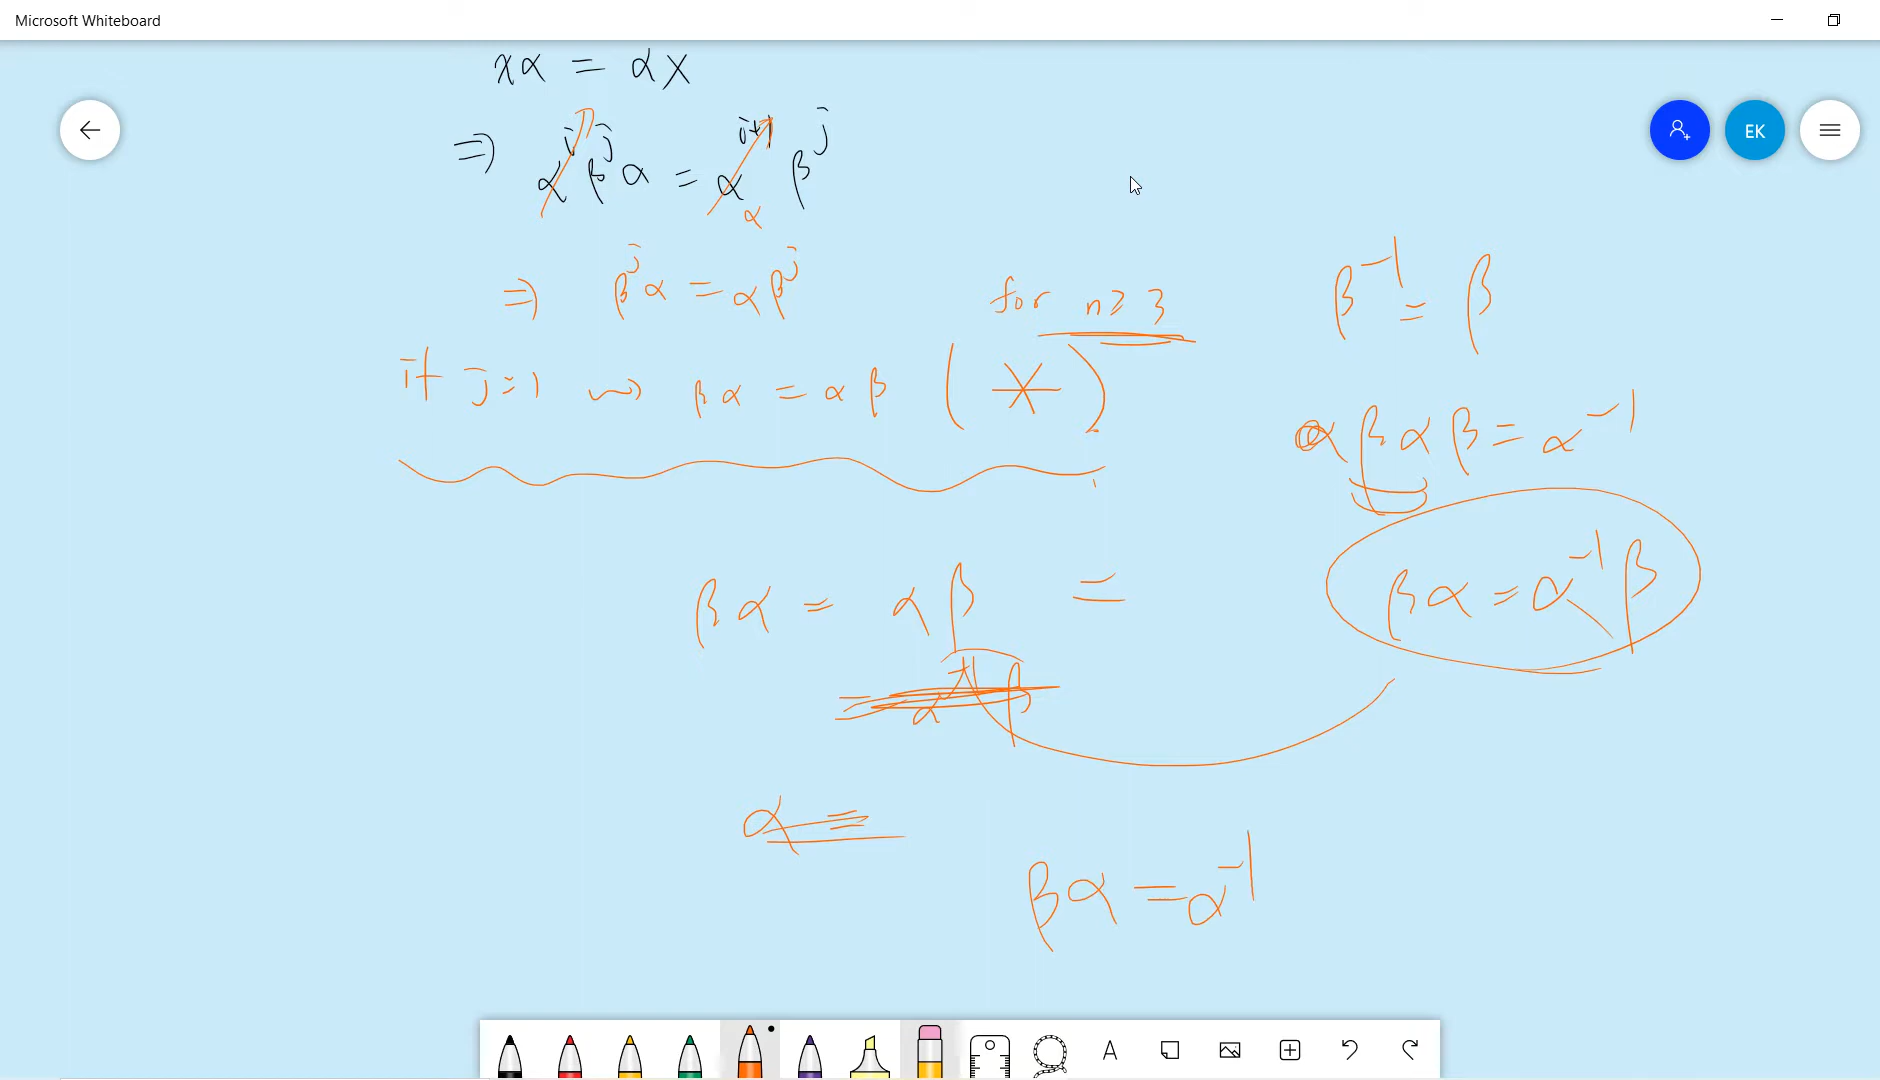 Microsoft Whiteboard
xα = αx
EK
⇒ α^i β^j α = α^{i+1} β^j
α
⇒ β^j α = α β^j
for n ≥ 3
β^{-1} = β
if j = 1 ⇝ βα = αβ (*)
αβαβ = α^{-1}
βα = αβ =
βα = α^{-1}β
= α^{-1} β
α =
βα = α^{-1}
A